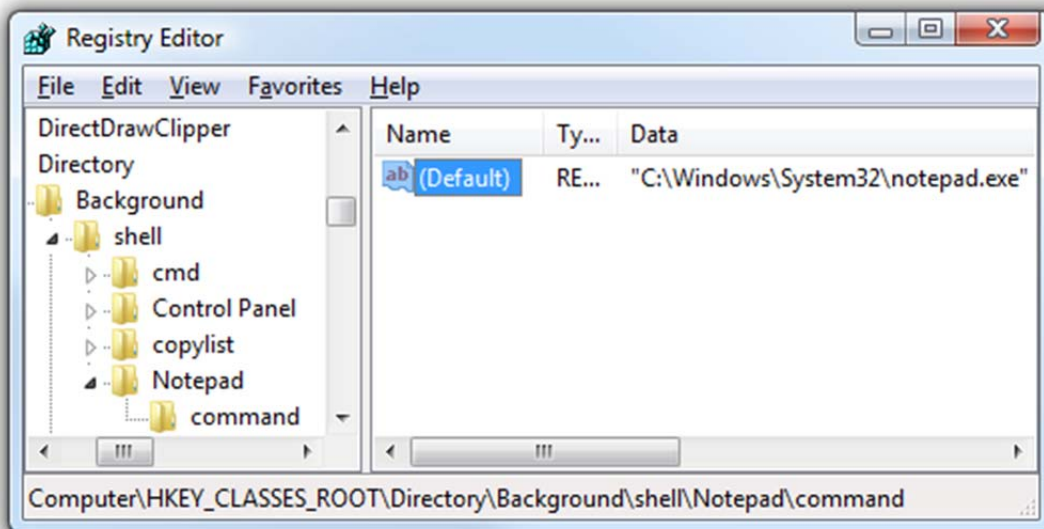 Registry Editor
File Edit View Favorites Help
DirectDrawClipper
Directory
Background
shell
cmd
Control Panel
copylist
Notepad
command
Name Ty... Data
ab (Default) RE... "C:\Windows\System32\notepad.exe"
Computer\HKEY_CLASSES_ROOT\Directory\Background\shell\Notepad\command